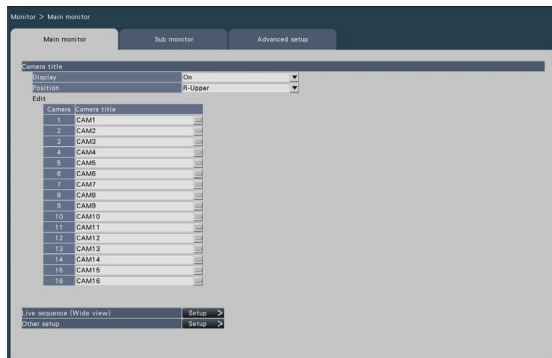 Monitor > Main monitor
Main monitor Sub monitor Advanced setup
Camera title
Display On
Position R-Upper
Edit
Camera Camera title
1 CAM1
2 CAM2
3 CAM3
4 CAM4
5 CAM5
6 CAM6
7 CAM7
8 CAM8
9 CAM9
10 CAM10
11 CAM11
12 CAM12
13 CAM13
14 CAM14
15 CAM15
16 CAM16
Live sequence (Wide view) Setup >
Other setup Setup >